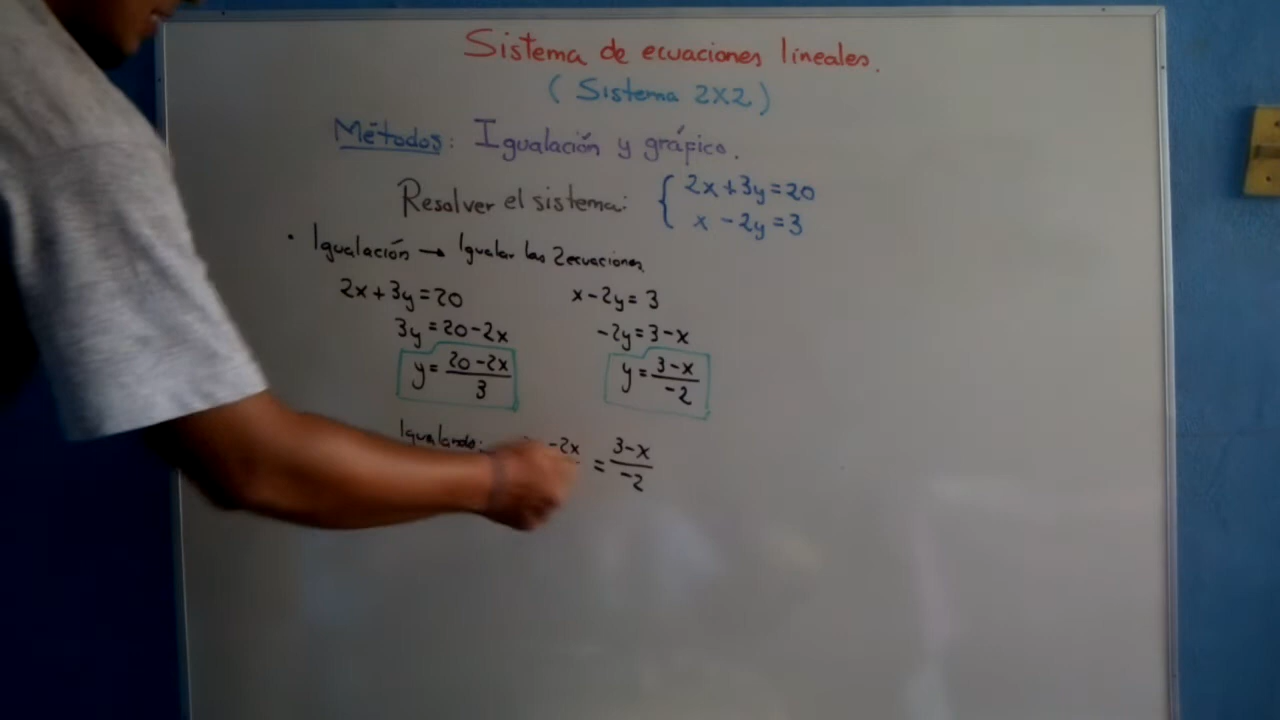 Sistema de ecuaciones lineales.
(Sistema 2X2)
Métodos: Igualación y gráfico.
Resolver el sistema: { 2x+3y=20
x-2y=3
· Igualación → Igualar las 2 ecuaciones
2x+3y=20 x-2y=3
3y=20-2x -2y=3-x
y=(20-2x)/3 y=(3-x)/-2
Igualando: -2x = (3-x)/-2